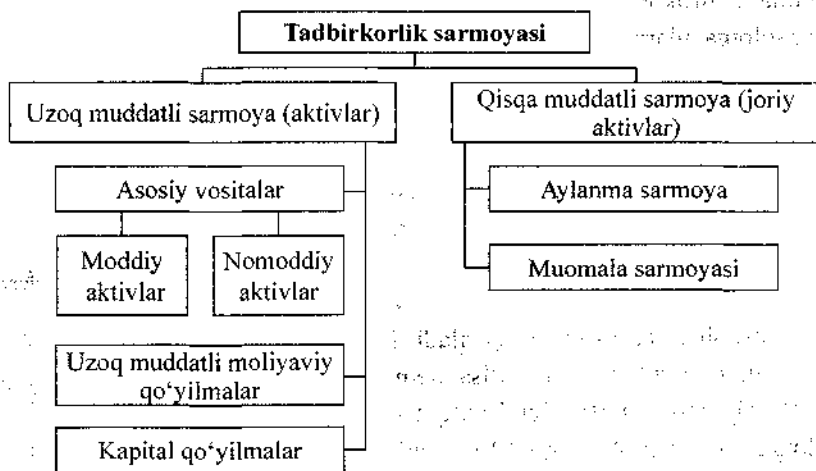 Tadbirkorlik sarmoyasi
Uzoq muddatli sarmoya (aktivlar)
Qisqa muddatli sarmoya (joriy
aktivlar)
Asosiy vositalar
Aylanma sarmoya
Moddiy
aktivlar
Nomoddiy
aktivlar
Muomala sarmoyasi
Uzoq muddatli moliyaviy
qo‘yilmalar
Kapital qo‘yilmalar